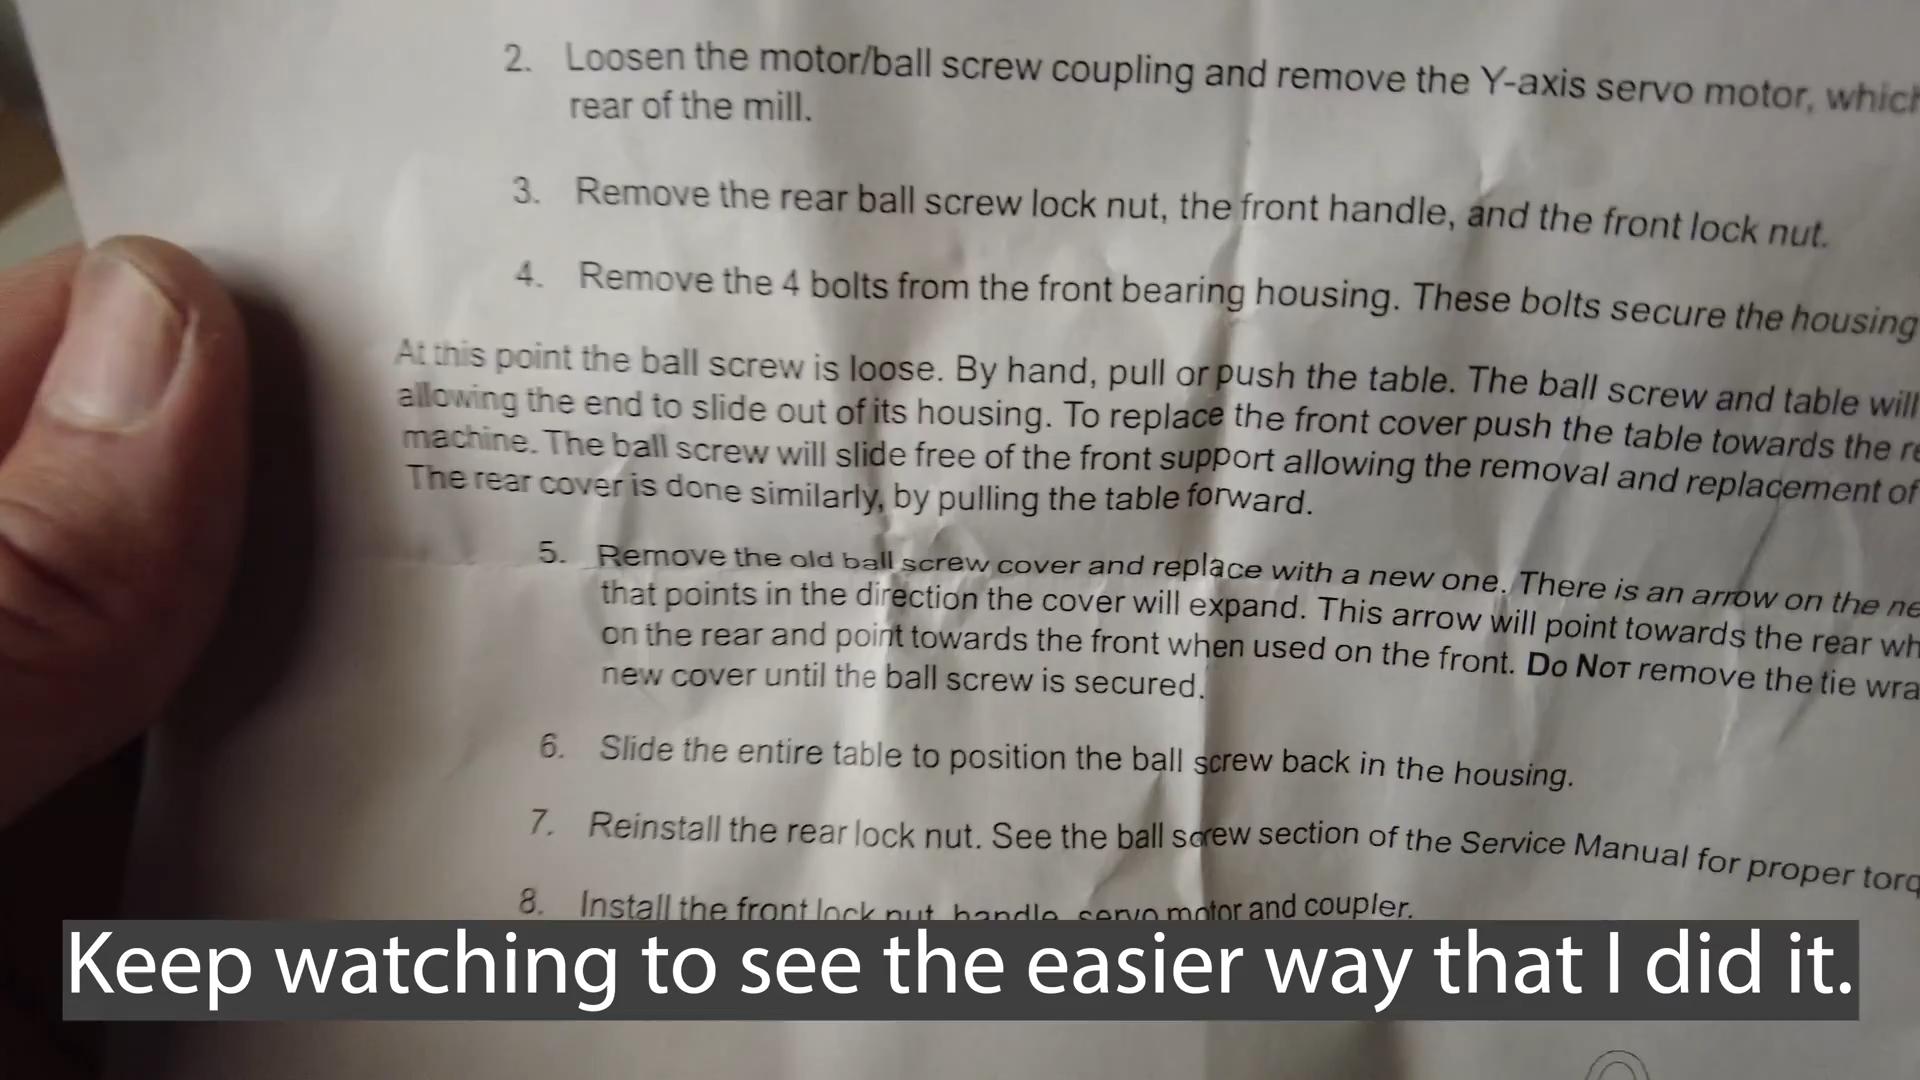 2. Loosen the motor/ball screw coupling and remove the Y-axis servo motor, which
rear of the mill.
3. Remove the rear ball screw lock nut, the front handle, and the front lock nut.
4. Remove the 4 bolts from the front bearing housing. These bolts secure the housing
At this point the ball screw is loose. By hand, pull or push the table. The ball screw and table will
allowing the end to slide out of its housing. To replace the front cover push the table towards the re
machine. The ball screw will slide free of the front support allowing the removal and replacement of
The rear cover is done similarly, by pulling the table forward.
5. Remove the old ball screw cover and replace with a new one. There is an arrow on the ne
that points in the direction the cover will expand. This arrow will point towards the rear wh
on the rear and point towards the front when used on the front. DO NOT remove the tie wra
new cover until the ball screw is secured.
6. Slide the entire table to position the ball screw back in the housing.
7. Reinstall the rear lock nut. See the ball screw section of the Service Manual for proper torq
8. Install the front lock nut, handle, servo motor and coupler.
Keep watching to see the easier way that I did it.